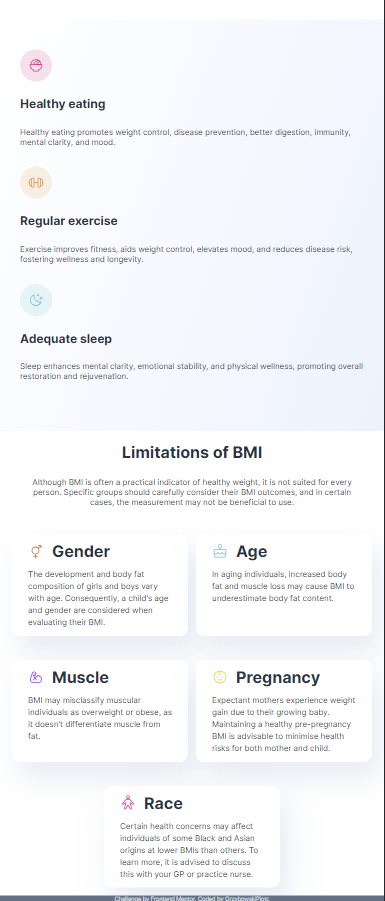 Healthy eating
Healthy eating promotes weight control, disease prevention, better digestion, immunity,
mental clarity, and mood.
Regular exercise
Exercise improves fitness, aids weight control, elevates mood, and reduces disease risk,
fostering wellness and longevity.
Adequate sleep
Sleep enhances mental clarity, emotional stability, and physical wellness, promoting overall
restoration and rejuvenation.
Limitations of BMI
Although BMI is often a practical indicator of healthy weight, it is not suited for every
person. Specific groups should carefully consider their BMI outcomes, and in certain
cases, the measurement may not be beneficial to use.
Gender
The development and body fat
composition of girls and boys vary
with age. Consequently, a child's age
and gender are considered when
evaluating their BMI.
Age
In aging individuals, increased body
fat and muscle loss may cause BMI to
underestimate body fat content.
Muscle
BMI may misclassify muscular
individuals as overweight or obese, as
it doesn't differentiate muscle from
fat.
Pregnancy
Expectant mothers experience weight
gain due to their growing baby.
Maintaining a healthy pre-pregnancy
BMI is advisable to minimise health
risks for both mother and child.
Race
Certain health concerns may affect
individuals of some Black and Asian
origins at lower BMIs than others. To
learn more, it is advised to discuss
this with your GP or practice nurse.
Challenge by Frontend Mentor. Coded by GrzybowskiPiotr.